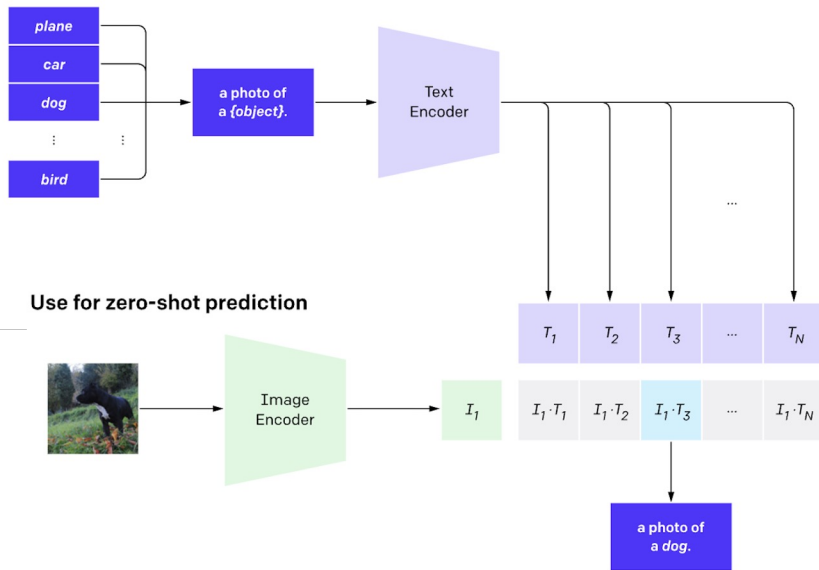 plane
car
dog
⋮ ⋮
bird
a photo of
a {object}.
Text
Encoder
...
Use for zero-shot prediction
T1 T2 T3 ... TN
Image
Encoder
I1
I1·T1 I1·T2 I1·T3 ... I1·TN
a photo of
a dog.